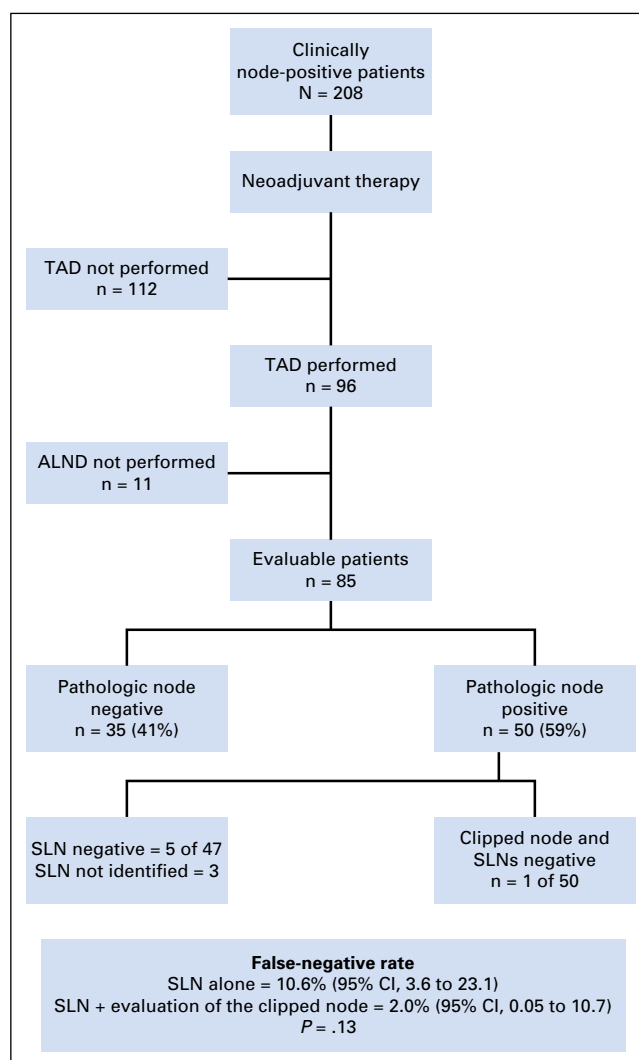 Clinically
node-positive patients
N = 208
Neoadjuvant therapy
TAD not performed
n = 112
TAD performed
n = 96
ALND not performed
n = 11
Evaluable patients
n = 85
Pathologic node
negative
n = 35 (41%)
Pathologic node
positive
n = 50 (59%)
SLN negative = 5 of 47
SLN not identified = 3
Clipped node and
SLNs negative
n = 1 of 50
False-negative rate
SLN alone = 10.6% (95% CI, 3.6 to 23.1)
SLN + evaluation of the clipped node = 2.0% (95% CI, 0.05 to 10.7)
P = .13